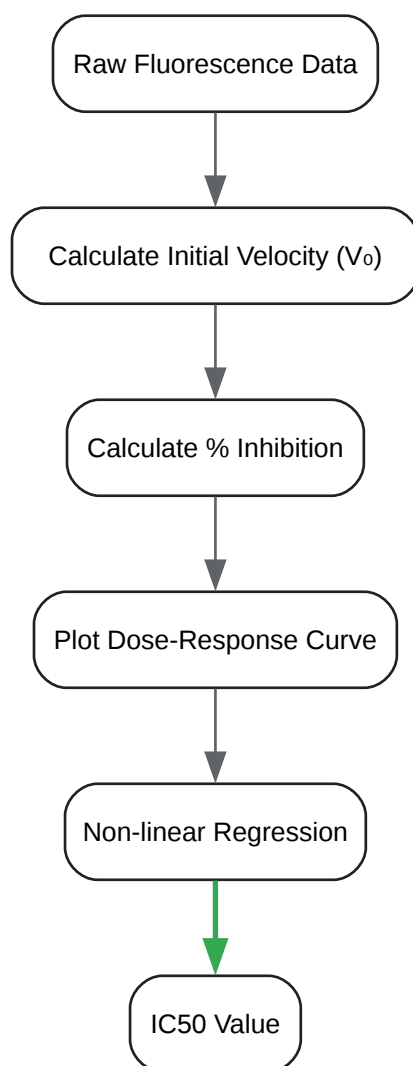 Raw Fluorescence Data
Calculate Initial Velocity (V₀)
Calculate % Inhibition
Plot Dose-Response Curve
Non-linear Regression
IC50 Value